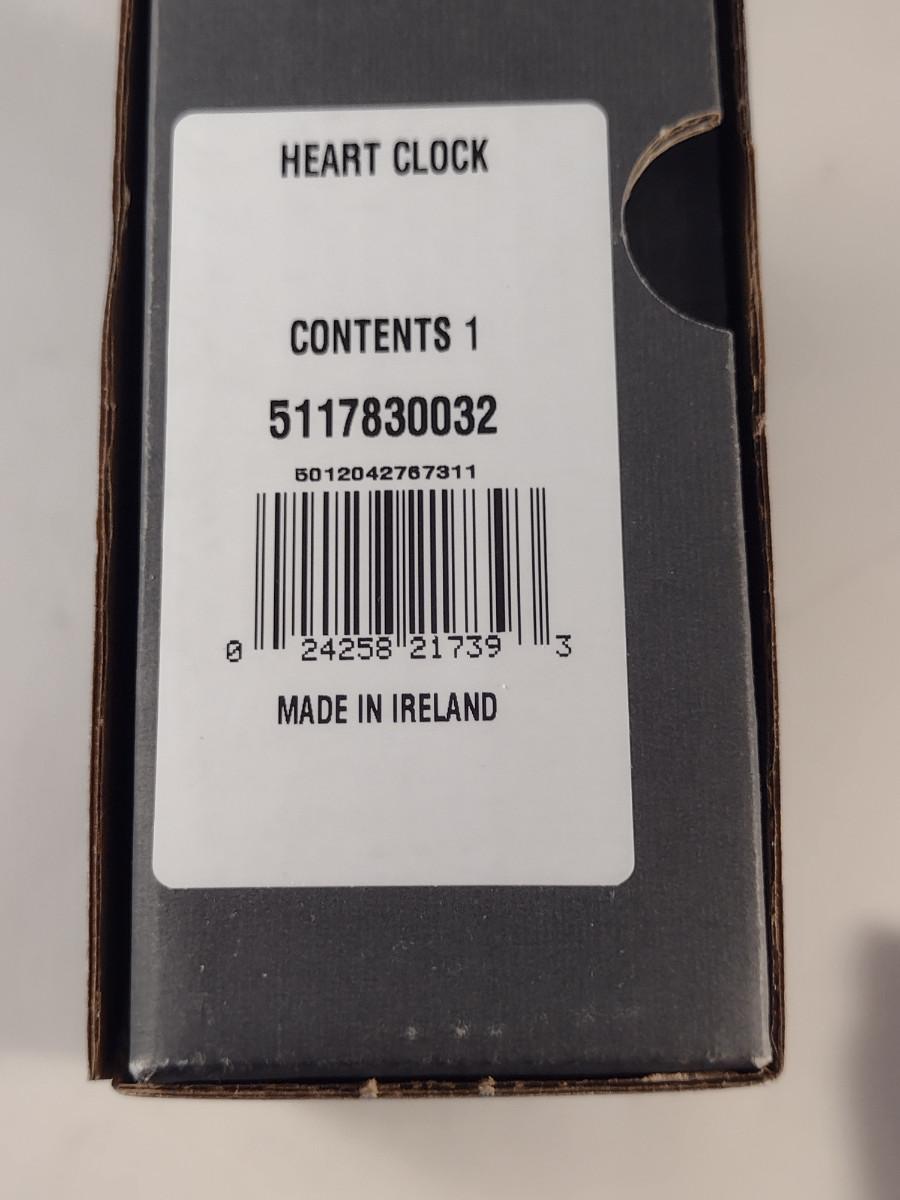 HEART CLOCK
CONTENTS 1
5117830032
5012042767311
0 24258 21739 3
MADE IN IRELAND